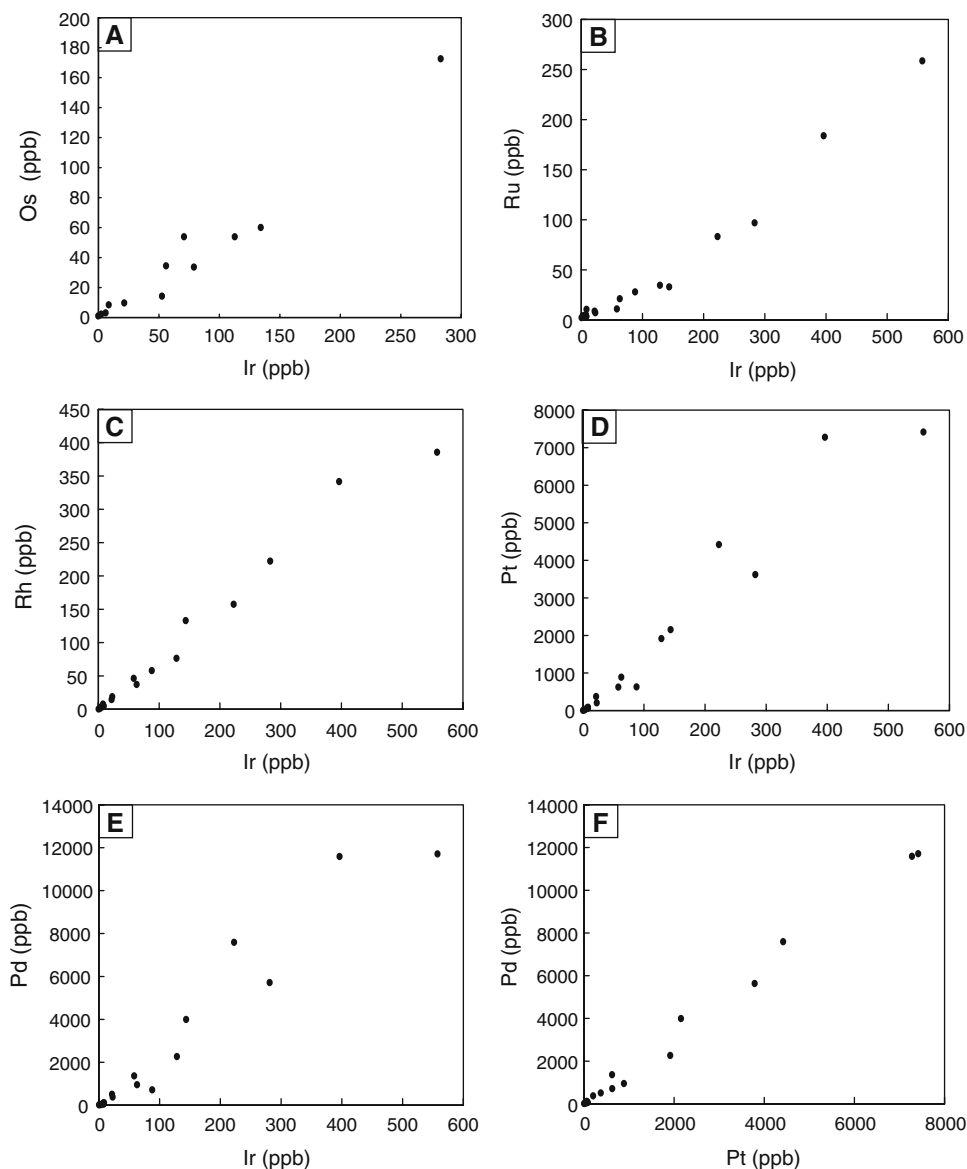 A
200
180
160
140
120
100
80
60
40
20
0
Os (ppb)
0 50 100 150 200 250 300
Ir (ppb)
B
300
250
200
150
100
50
0
Ru (ppb)
0 100 200 300 400 500 600
Ir (ppb)
C
450
400
350
300
250
200
150
100
50
0
Rh (ppb)
0 100 200 300 400 500 600
Ir (ppb)
D
8000
7000
6000
5000
4000
3000
2000
1000
0
Pt (ppb)
0 100 200 300 400 500 600
Ir (ppb)
E
14000
12000
10000
8000
6000
4000
2000
0
Pd (ppb)
0 100 200 300 400 500 600
Ir (ppb)
F
14000
12000
10000
8000
6000
4000
2000
0
Pd (ppb)
0 2000 4000 6000 8000
Pt (ppb)